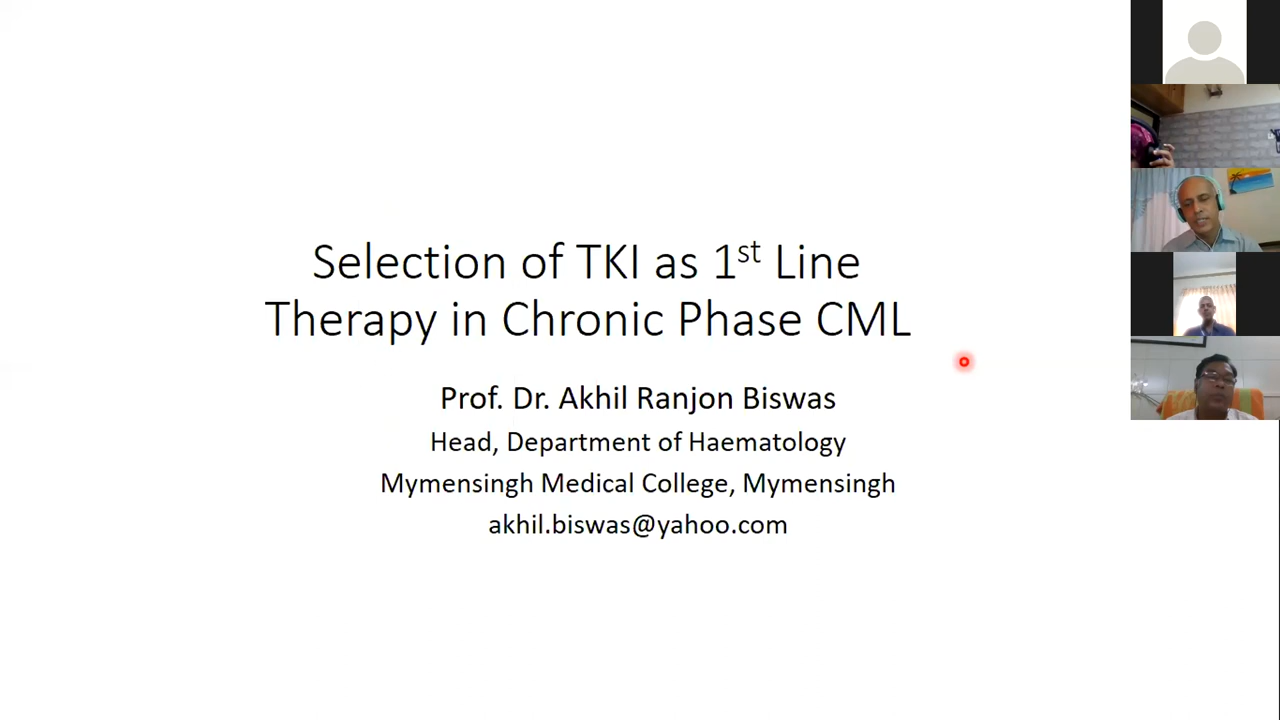 Selection of TKI as 1st Line
Therapy in Chronic Phase CML
Prof. Dr. Akhil Ranjon Biswas
Head, Department of Haematology
Mymensingh Medical College, Mymensingh
akhil.biswas@yahoo.com